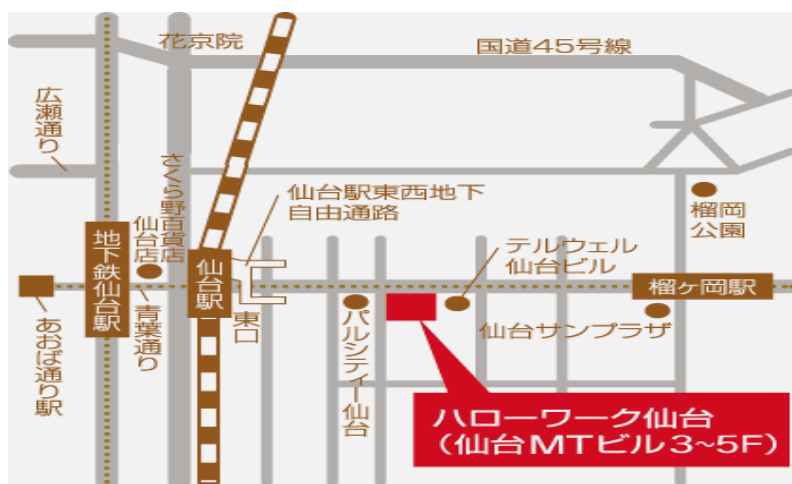 花京院
国道45号線
広瀬通り
さくら野百貨店
仙台店
仙台駅東西地下
自由通路
榴岡
公園
地下鉄仙台駅
仙台駅
テルウェル
仙台ビル
榴ヶ岡駅
東口
青葉通り
あおば通り駅
パルシティー仙台
仙台サンプラザ
ハローワーク仙台
(仙台MTビル3~5F)